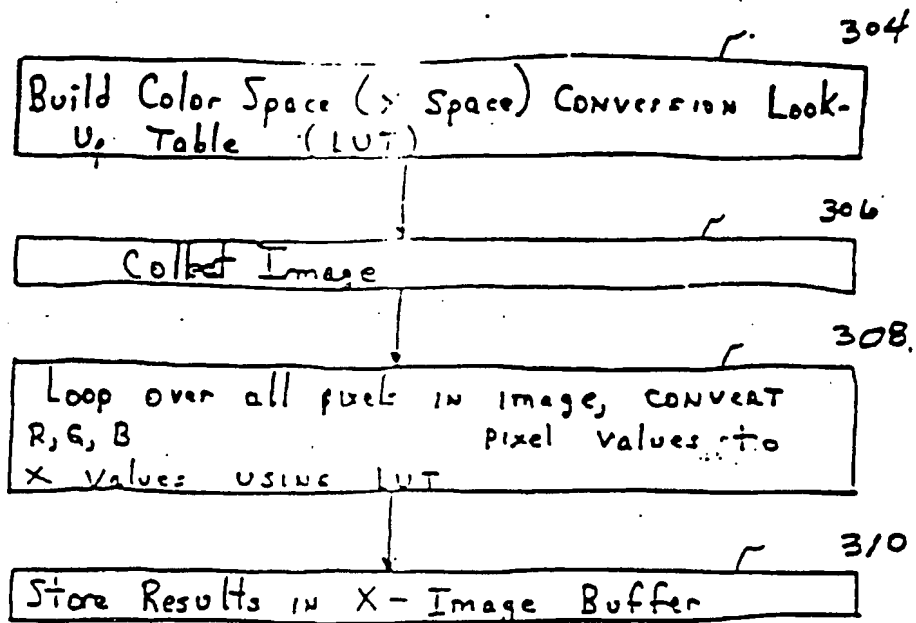 304
Build Color Space (X Space) CONVERSION Look-
Up Table (LUT)
306
Collect Image
308.
Loop over all pixels IN image, CONVERT
R, G, B pixel values to
X Values USING LUT
310
Store Results IN X - Image Buffer